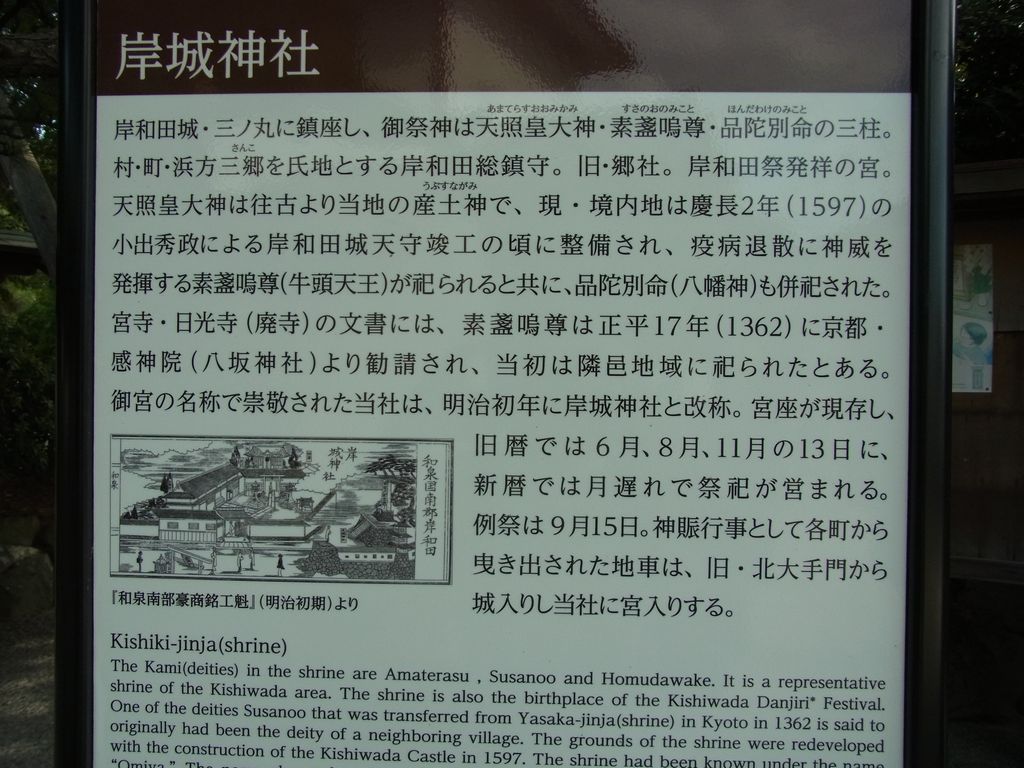 岸城神社
あまてらすおおみかみ すさのおのみこと ほんだわけのみこと
岸和田城・三ノ丸に鎮座し、御祭神は天照皇大神・素盞嗚尊・品陀別命の三柱。
さんごう
村・町・浜方三郷を氏地とする岸和田総鎮守。旧・郷社。岸和田祭発祥の宮。
うぶすながみ
天照皇大神は往古より当地の産土神で、現・境内地は慶長2年(1597)の
小出秀政による岸和田城天守竣工の頃に整備され、疫病退散に神威を
発揮する素盞嗚尊(牛頭天王)が祀られると共に、品陀別命(八幡神)も併祀された。
宮寺・日光寺(廃寺)の文書には、素盞嗚尊は正平17年(1362)に京都・
感神院(八坂神社)より勧請され、当初は隣邑地域に祀られたとある。
御宮の名称で崇敬された当社は、明治初年に岸城神社と改称。宮座が現存し、
旧暦では6月、8月、11月の13日に、
新暦では月遅れで祭祀が営まれる。
例祭は9月15日。神賑行事として各町から
曳き出された地車は、旧・北大手門から
城入りし当社に宮入りする。
和泉国南郡岸和田
岸城神社
和泉
『和泉南部豪商銘工魁』(明治初期)より
Kishiki-jinja(shrine)
The Kami(deities) in the shrine are Amaterasu , Susanoo and Homudawake. It is a representative
shrine of the Kishiwada area. The shrine is also the birthplace of the Kishiwada Danjiri* Festival.
One of the deities Susanoo that was transferred from Yasaka-jinja(shrine) in Kyoto in 1362 is said to
originally had been the deity of a neighboring village. The grounds of the shrine were redeveloped
with the construction of the Kishiwada Castle in 1597. The shrine had been known under the name
"Omiya." The